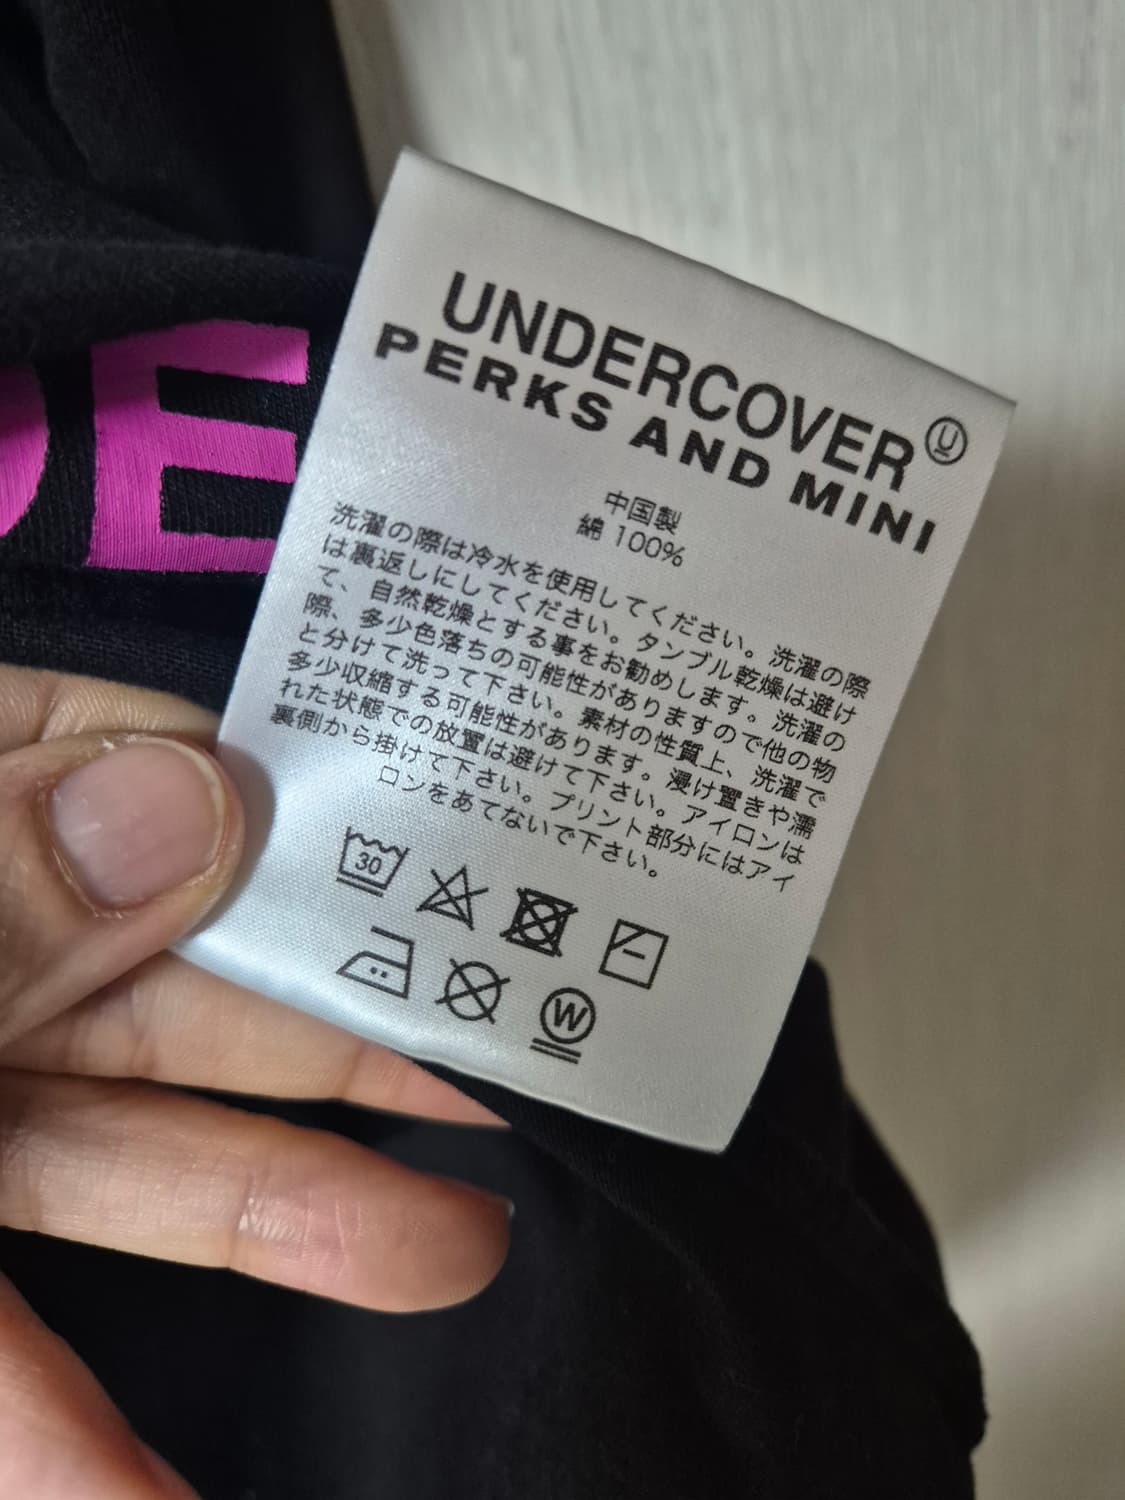 DE
UNDERCOVER Ⓤ
PERKS AND MINI
中国製
綿 100%
洗濯の際は冷水を使用してください。洗濯の際
は裏返しにしてください。タンブル乾燥は避け
て、自然乾燥とする事をお勧めします。洗濯の
際、多少色落ちの可能性がありますので他の物
と分けて洗って下さい。素材の性質上、洗濯で
多少収縮する可能性があります。浸け置きや濡
れた状態での放置は避けて下さい。アイロンは
裏側から掛けて下さい。プリント部分にはアイ
ロンをあてないで下さい。
30
W